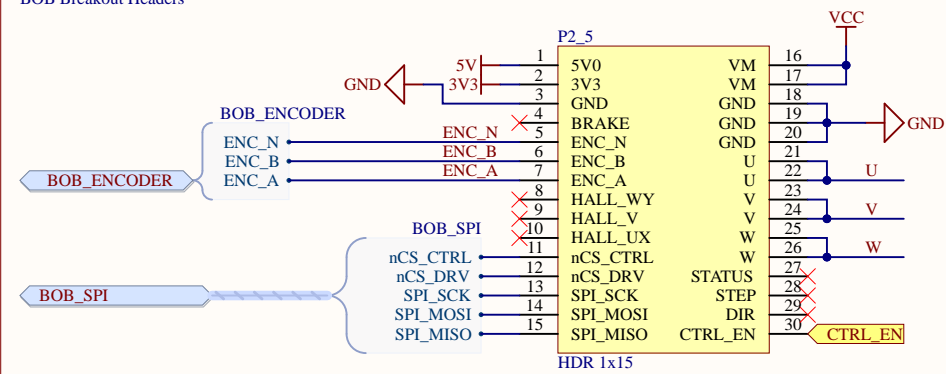 BOB Breakout Headers
VCC
P2_5
1 5V0 VM 16
5V
2 3V3 VM 17
3V3
GND
3 GND GND 18
4 BRAKE GND 19
GND
BOB_ENCODER
ENC_N ENC_N 5 ENC_N GND 20
ENC_B ENC_B 6 ENC_B U 21
BOB_ENCODER ENC_A ENC_A 7 ENC_A U 22 U
8 HALL_WY V 23
9 HALL_V V 24 V
BOB_SPI
10 HALL_UX W 25
nCS_CTRL 11 nCS_CTRL W 26 W
nCS_DRV 12 nCS_DRV STATUS 27
BOB_SPI SPI_SCK 13 SPI_SCK STEP 28
SPI_MOSI 14 SPI_MOSI DIR 29
SPI_MISO 15 SPI_MISO CTRL_EN 30 CTRL_EN
HDR 1x15